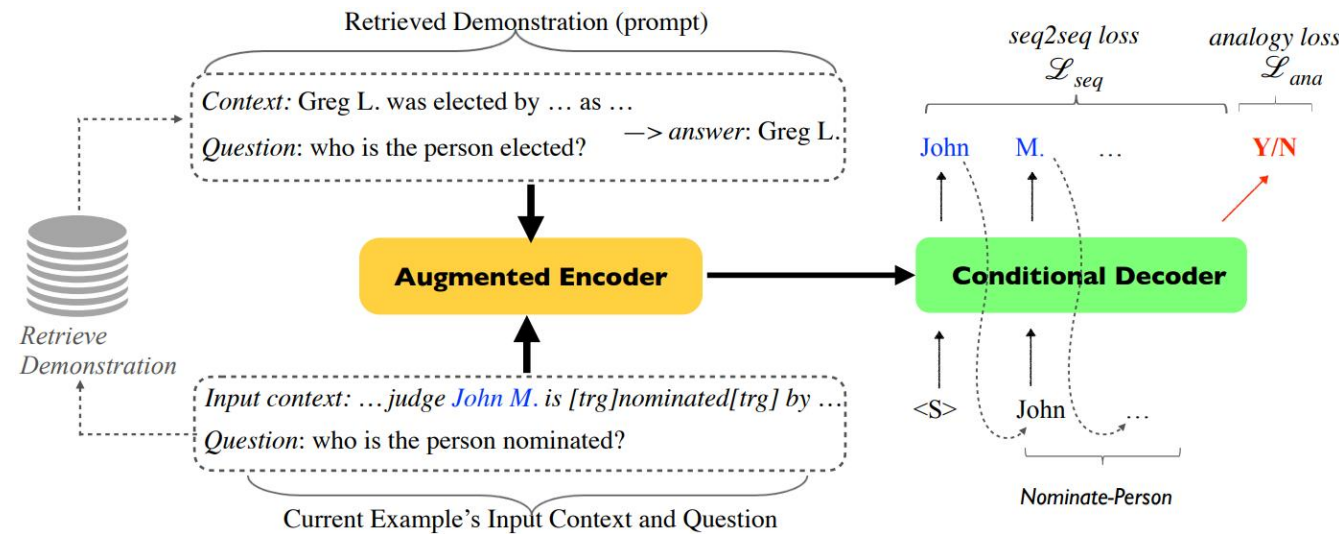 Retrieved Demonstration (prompt)
Context: Greg L. was elected by … as …
Question: who is the person elected?
—> answer: Greg L.
seq2seq loss
ℒseq
analogy loss
ℒana
John M. … Y/N
Augmented Encoder
Conditional Decoder
Retrieve
Demonstration
Input context: … judge John M. is [trg]nominated[trg] by …
Question: who is the person nominated?
Current Example's Input Context and Question
<S> John …
Nominate-Person